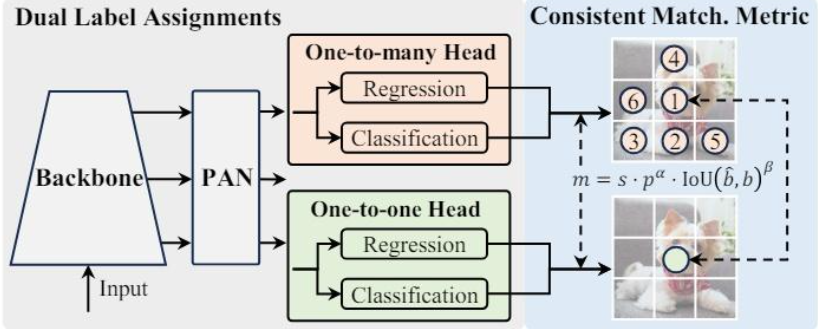 Dual Label Assignments
Consistent Match. Metric
One-to-many Head
Regression
Classification
Backbone
PAN
One-to-one Head
Regression
Classification
Input
4
6 1
3 2 5
m = s · p^α · IoU(b̂, b)^β